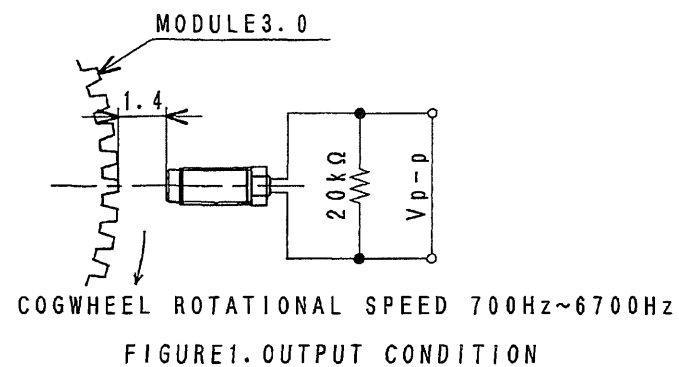 MODULE3.0
1.4
20kΩ
Vp-p
COGWHEEL ROTATIONAL SPEED 700Hz~6700Hz
FIGURE1.OUTPUT CONDITION